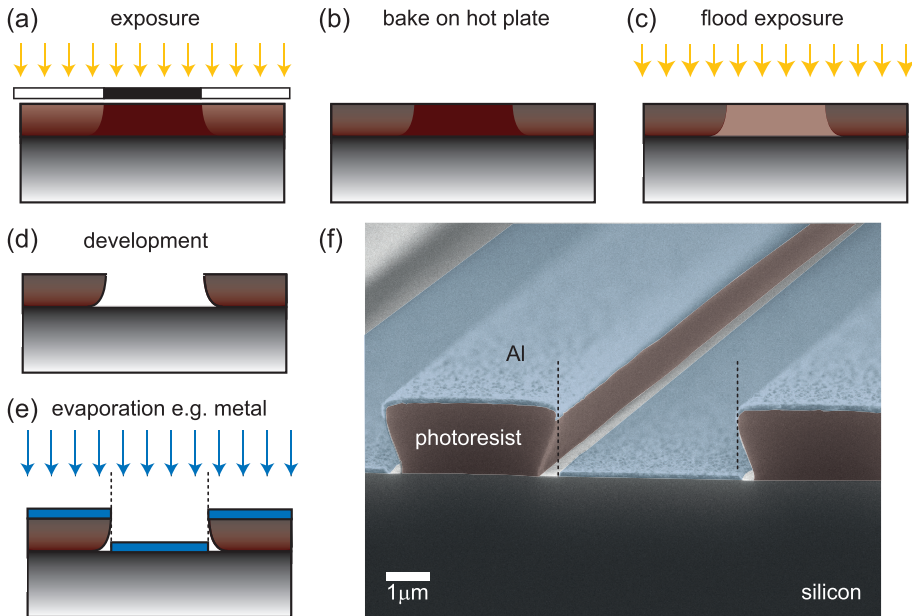 (a) exposure
(b) bake on hot plate
(c) flood exposure
(d) development
(e) evaporation e.g. metal
(f)
Al
photoresist
1μm
silicon